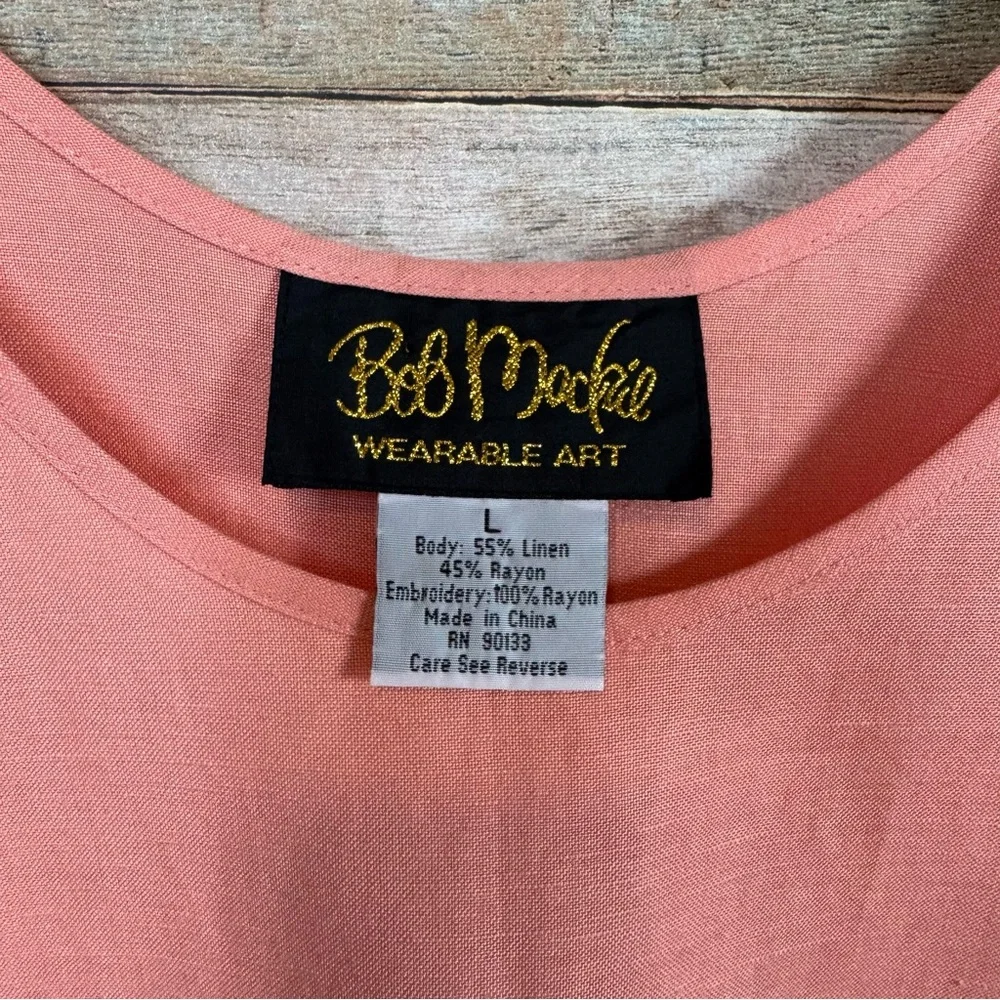 Bob Mackie
WEARABLE ART
L
Body: 55% Linen
45% Rayon
Embroidery:100% Rayon
Made in China
RN 90133
Care See Reverse